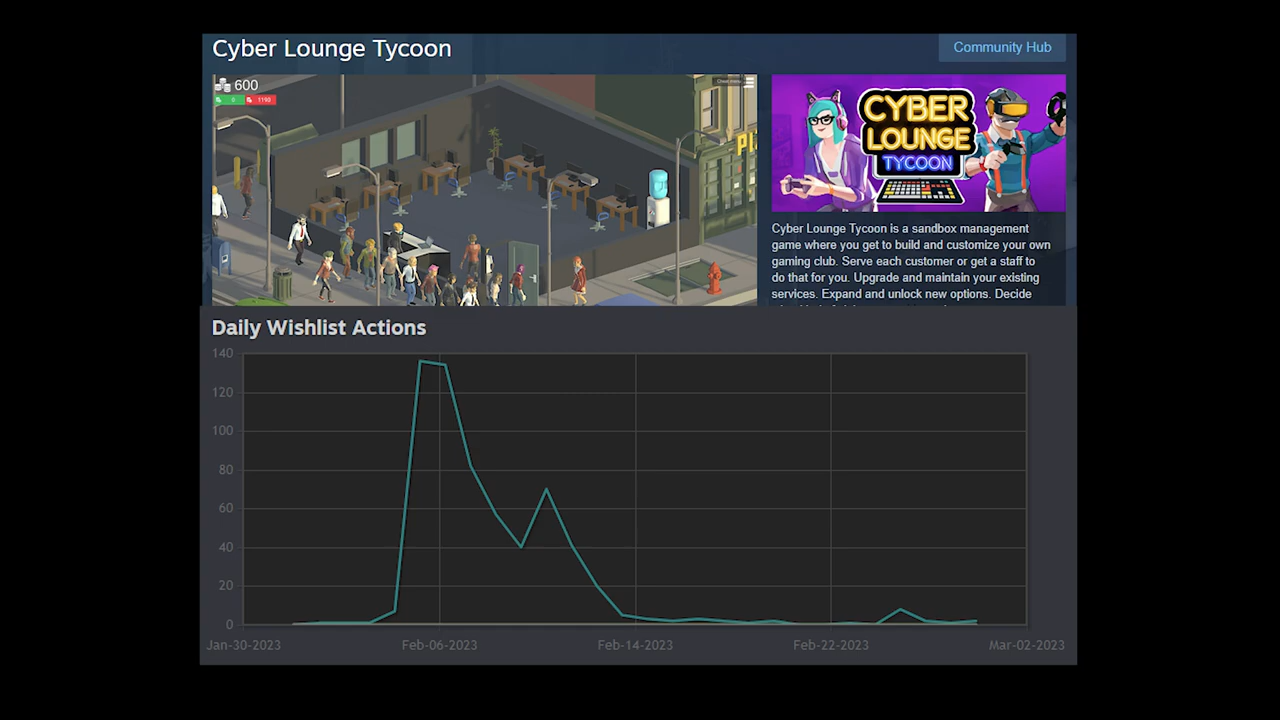 Cyber Lounge Tycoon
Community Hub
600
0
1190
PI
CYBER
LOUNGE
TYCOON
Cyber Lounge Tycoon is a sandbox management
game where you get to build and customize your own
gaming club. Serve each customer or get a staff to
do that for you. Upgrade and maintain your existing
services. Expand and unlock new options. Decide
Daily Wishlist Actions
140
120
100
80
60
40
20
0
Jan-30-2023
Feb-06-2023
Feb-14-2023
Feb-22-2023
Mar-02-2023